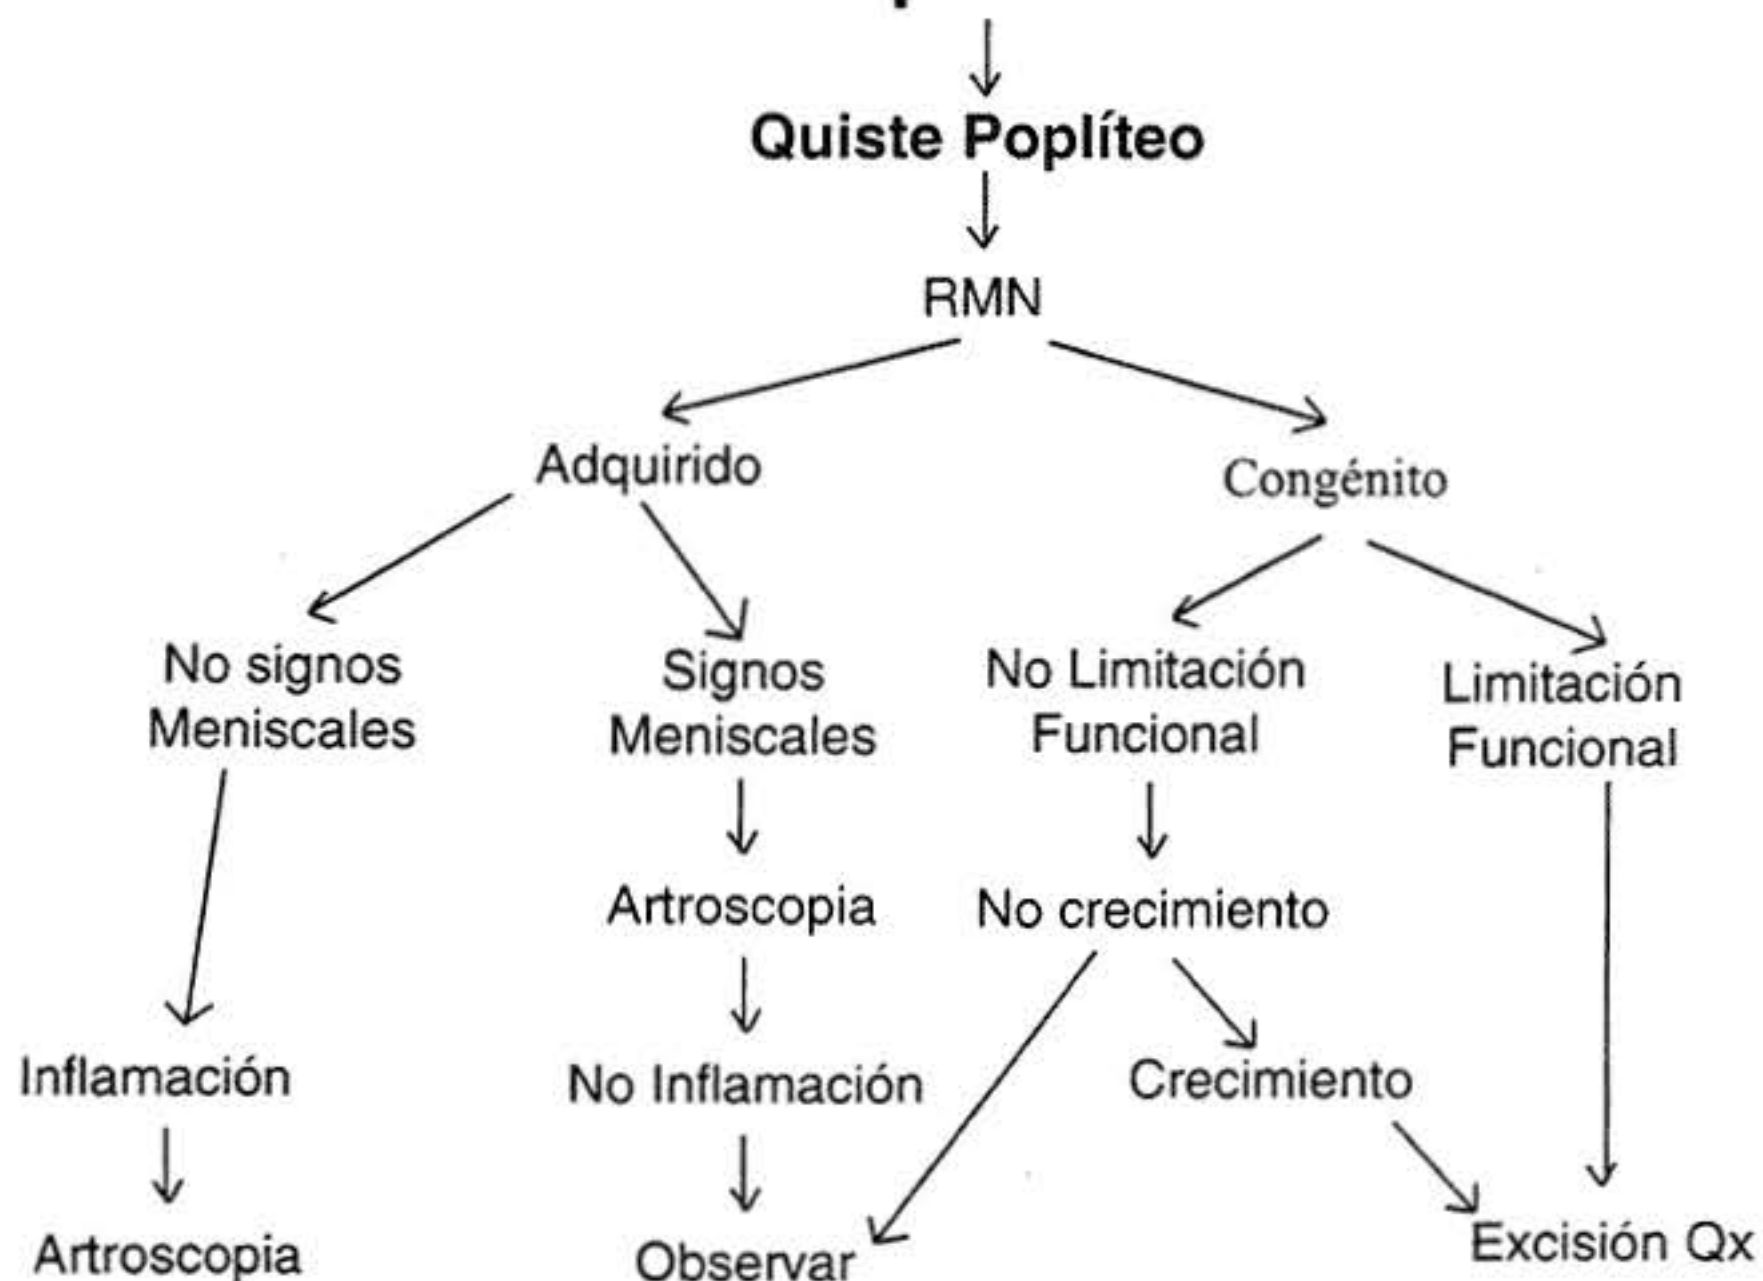 Quiste Poplíteo
RMN
Adquirido
Congénito
No signos
Meniscales
Signos
Meniscales
No Limitación
Funcional
Limitación
Funcional
Artroscopia
No crecimiento
Inflamación
No Inflamación
Crecimiento
Artroscopia
Observar
Excisión Qx